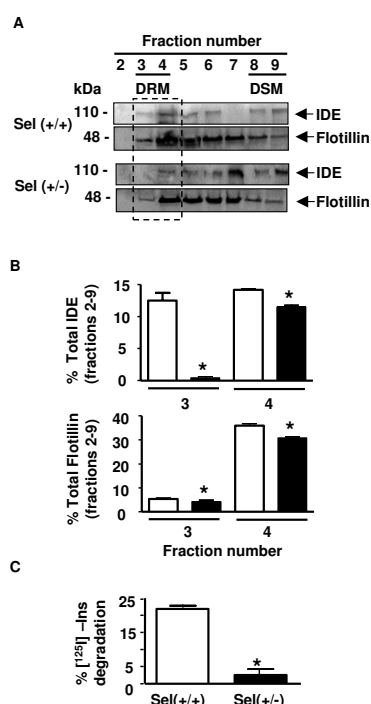 A
Fraction number
2 3 4 5 6 7 8 9
kDa DRM DSM
Sel (+/+)
110 - IDE
48 - Flotillin
Sel (+/-)
110 - IDE
48 - Flotillin
B
% Total IDE
(fractions 2-9)
15
10
5
0
*
*
3 4
% Total Flotillin
(fractions 2-9)
40
30
20
10
0
*
*
3 4
Fraction number
C
% [125I] –Ins
degradation
25
15
5
0
*
Sel(+/+) Sel(+/-)